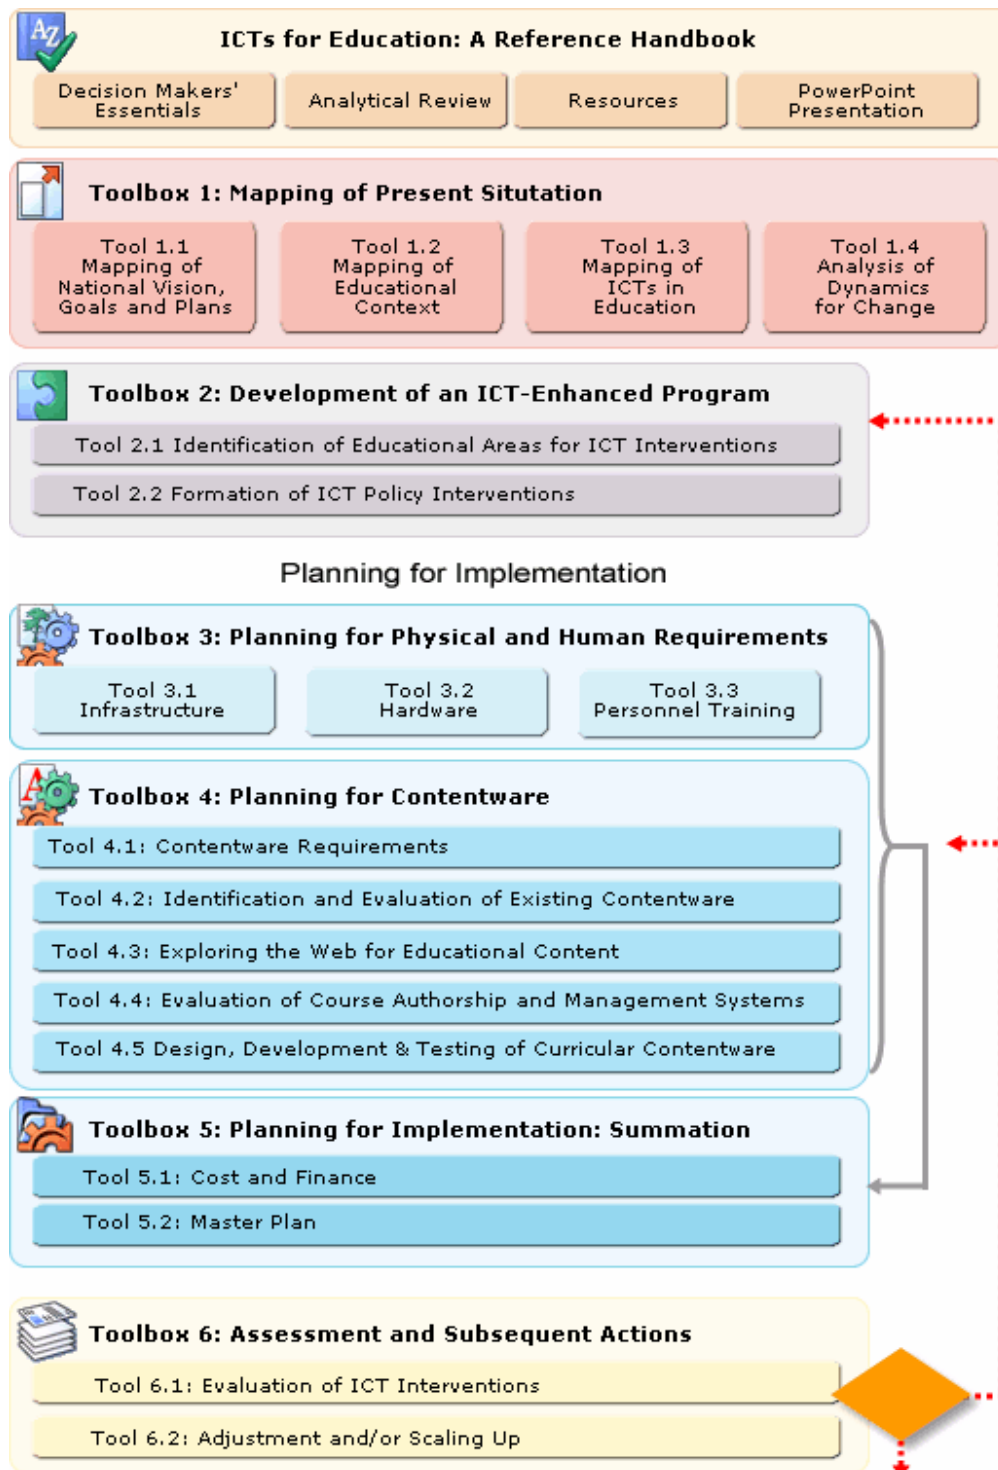 AZ
ICTs for Education: A Reference Handbook
Decision Makers'
Essentials
Analytical Review
Resources
PowerPoint
Presentation
Toolbox 1: Mapping of Present Situtation
Tool 1.1
Mapping of
National Vision,
Goals and Plans
Tool 1.2
Mapping of
Educational
Context
Tool 1.3
Mapping of
ICTs in
Education
Tool 1.4
Analysis of
Dynamics
for Change
Toolbox 2: Development of an ICT-Enhanced Program
Tool 2.1 Identification of Educational Areas for ICT Interventions
Tool 2.2 Formation of ICT Policy Interventions
Planning for Implementation
Toolbox 3: Planning for Physical and Human Requirements
Tool 3.1
Infrastructure
Tool 3.2
Hardware
Tool 3.3
Personnel Training
A
Toolbox 4: Planning for Contentware
Tool 4.1: Contentware Requirements
Tool 4.2: Identification and Evaluation of Existing Contentware
Tool 4.3: Exploring the Web for Educational Content
Tool 4.4: Evaluation of Course Authorship and Management Systems
Tool 4.5 Design, Development & Testing of Curricular Contentware
Toolbox 5: Planning for Implementation: Summation
Tool 5.1: Cost and Finance
Tool 5.2: Master Plan
Toolbox 6: Assessment and Subsequent Actions
Tool 6.1: Evaluation of ICT Interventions
Tool 6.2: Adjustment and/or Scaling Up